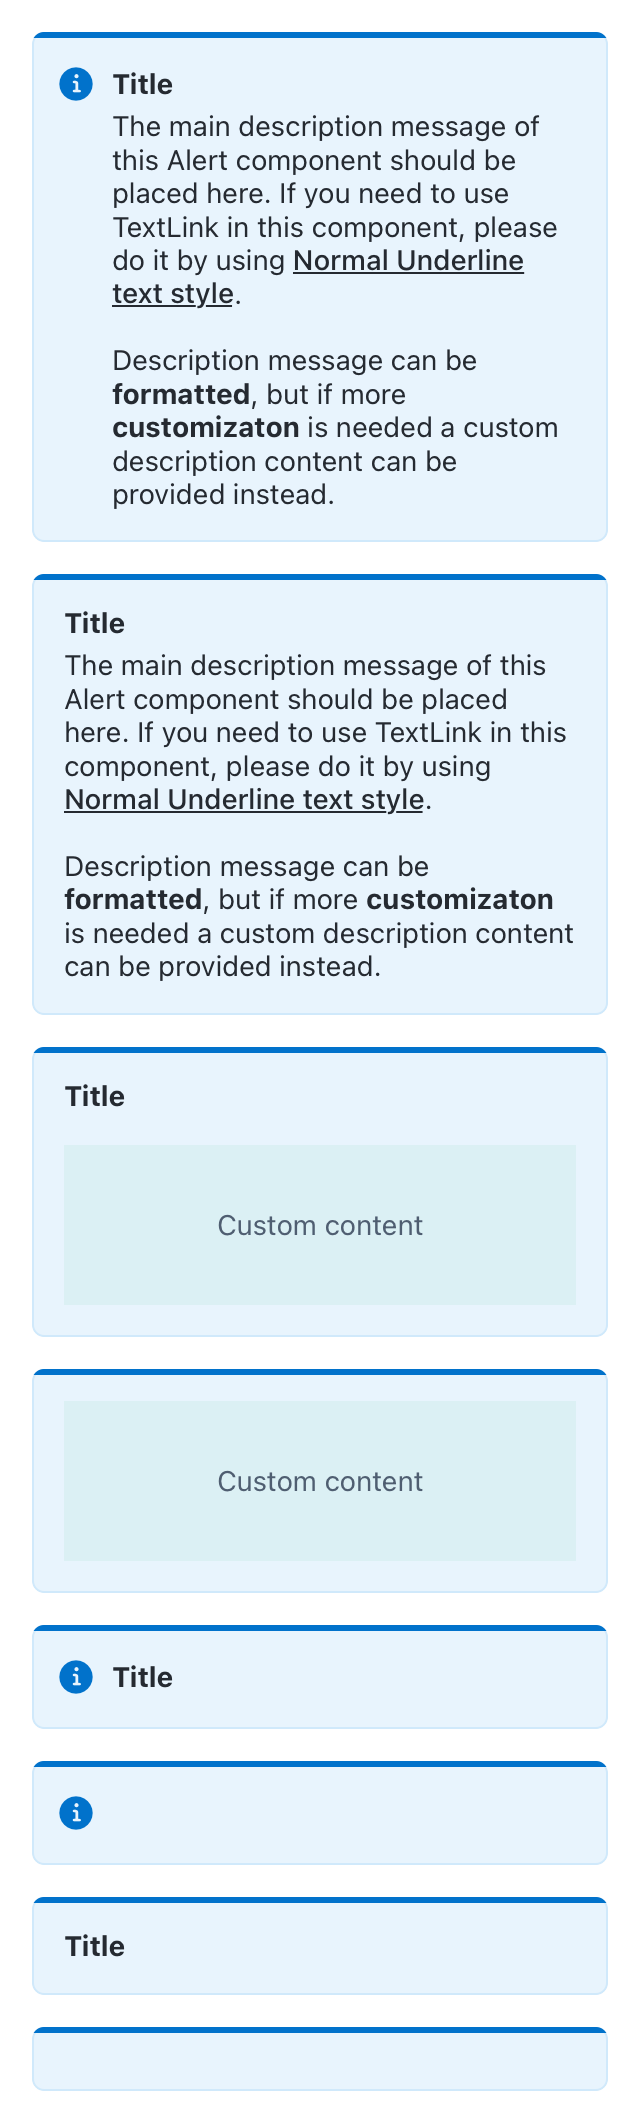 Title
The main description message of
this Alert component should be
placed here. If you need to use
TextLink in this component, please
do it by using Normal Underline
text style.
Description message can be
formatted, but if more
customizaton is needed a custom
description content can be
provided instead.
Title
The main description message of this
Alert component should be placed
here. If you need to use TextLink in this
component, please do it by using
Normal Underline text style.
Description message can be
formatted, but if more customizaton
is needed a custom description content
can be provided instead.
Title
Custom content
Custom content
Title
Title